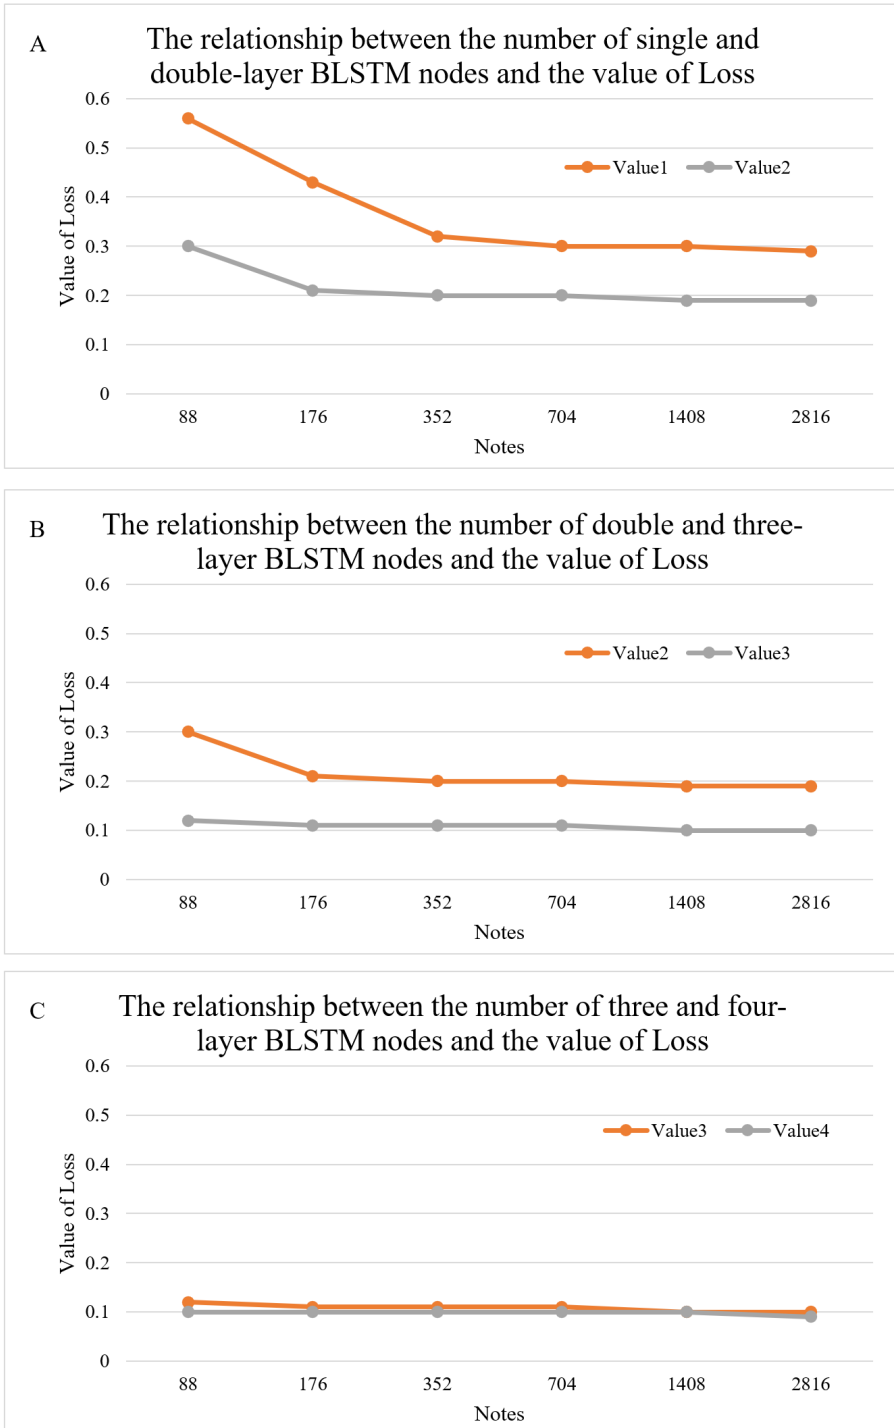 A
The relationship between the number of single and
double-layer BLSTM nodes and the value of Loss
0.6
0.5
0.4
0.3
0.2
0.1
0
Value of Loss
Value1 Value2
88 176 352 704 1408 2816
Notes
B
The relationship between the number of double and three-
layer BLSTM nodes and the value of Loss
0.6
0.5
0.4
0.3
0.2
0.1
0
Value of Loss
Value2 Value3
88 176 352 704 1408 2816
Notes
C
The relationship between the number of three and four-
layer BLSTM nodes and the value of Loss
0.6
0.5
0.4
0.3
0.2
0.1
0
Value of Loss
Value3 Value4
88 176 352 704 1408 2816
Notes